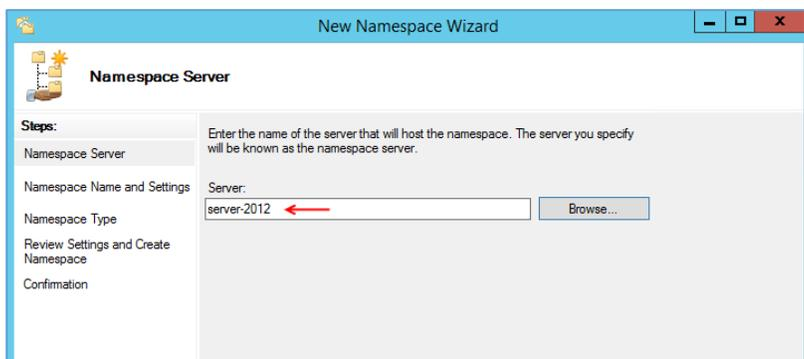 New Namespace Wizard
Namespace Server
Steps:
Namespace Server
Namespace Name and Settings
Namespace Type
Review Settings and Create
Namespace
Confirmation
Enter the name of the server that will host the namespace. The server you specify
will be known as the namespace server.
Server:
server-2012
Browse...